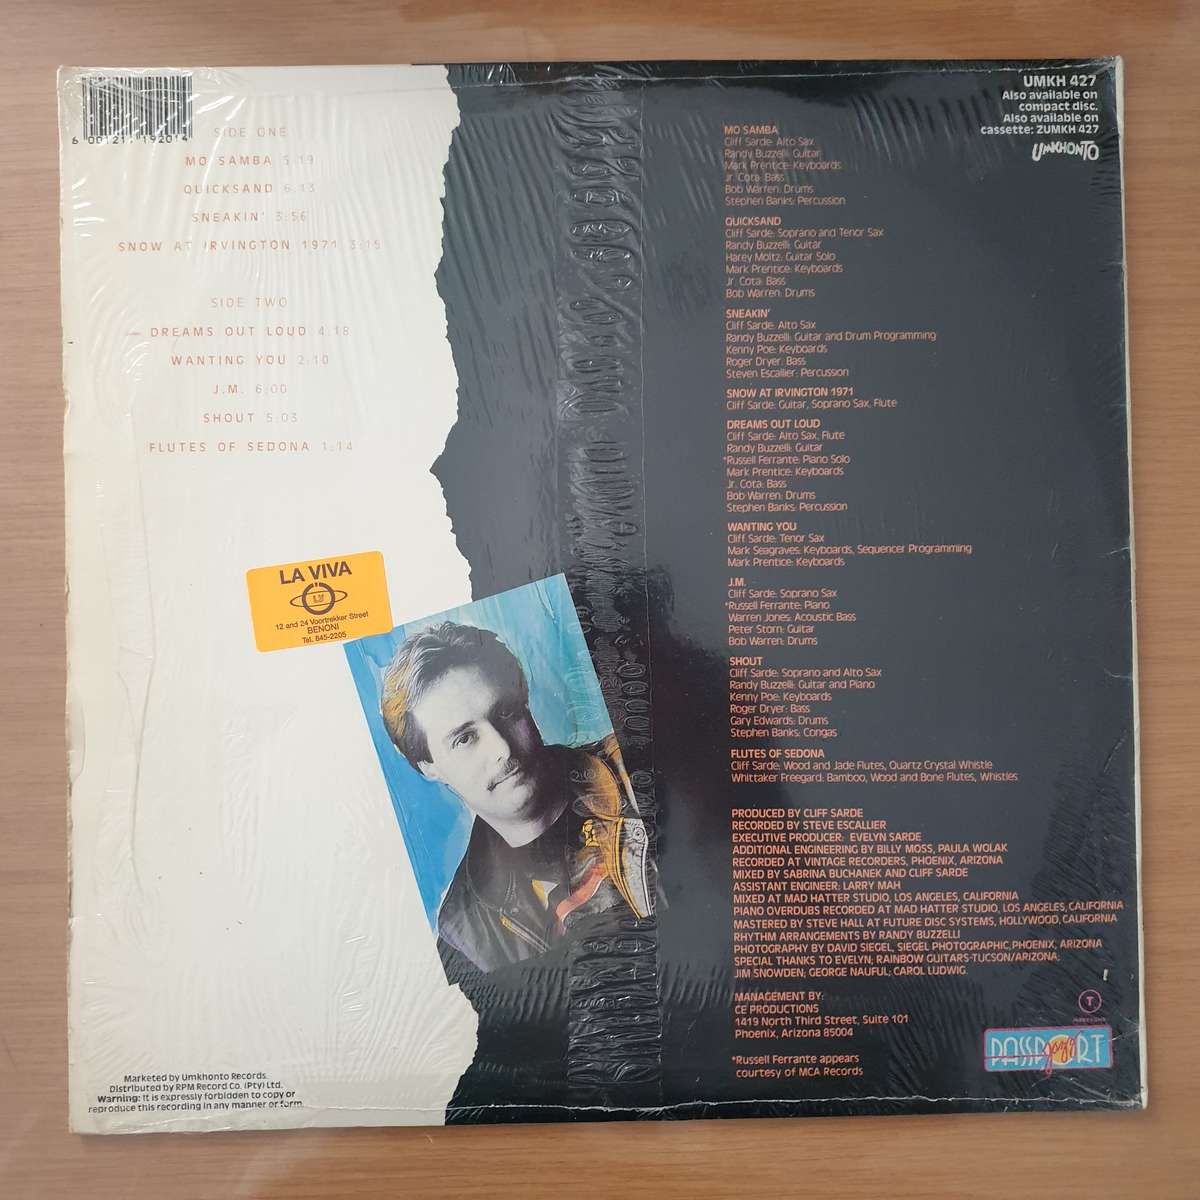 6 001211 192014
SIDE ONE
MO SAMBA 5:19
QUICKSAND 6:13
SNEAKIN' 3:56
SNOW AT IRVINGTON 1971 3:15
SIDE TWO
DREAMS OUT LOUD 4:18
WANTING YOU 2:10
J.M. 6:00
SHOUT 5:03
FLUTES OF SEDONA 1:14
LA VIVA
LV
12 and 24 Voortrekker Street
BENONI
Tel. 845-2205
Marketed by Umkhonto Records.
Distributed by RPM Record Co. (Pty) Ltd.
Warning: It is expressly forbidden to copy or
reproduce this recording in any manner or form.
UMKH 427
Also available on
compact disc.
Also available on
cassette: ZUMKH 427
UMKHONTO
MO SAMBA
Cliff Sarde: Alto Sax
Randy Buzzelli: Guitar
Mark Prentice: Keyboards
Jr. Cota: Bass
Bob Warren: Drums
Stephen Banks: Percussion
QUICKSAND
Cliff Sarde: Soprano and Tenor Sax
Randy Buzzelli: Guitar
Harey Moltz: Guitar Solo
Mark Prentice: Keyboards
Jr. Cota: Bass
Bob Warren: Drums
SNEAKIN'
Cliff Sarde: Alto Sax
Randy Buzzelli: Guitar and Drum Programming
Kenny Poe: Keyboards
Roger Dryer: Bass
Steven Escallier: Percussion
SNOW AT IRVINGTON 1971
Cliff Sarde: Guitar, Soprano Sax, Flute
DREAMS OUT LOUD
Cliff Sarde: Alto Sax, Flute
Randy Buzzelli: Guitar
*Russell Ferrante: Piano Solo
Mark Prentice: Keyboards
Jr. Cota: Bass
Bob Warren: Drums
Stephen Banks: Percussion
WANTING YOU
Cliff Sarde: Tenor Sax
Mark Seagraves: Keyboards, Sequencer Programming
Mark Prentice: Keyboards
J.M.
Cliff Sarde: Soprano Sax
*Russell Ferrante: Piano
Warren Jones: Acoustic Bass
Peter Storn: Guitar
Bob Warren: Drums
SHOUT
Cliff Sarde: Soprano and Alto Sax
Randy Buzzelli: Guitar and Piano
Kenny Poe: Keyboards
Roger Dryer: Bass
Gary Edwards: Drums
Stephen Banks: Congas
FLUTES OF SEDONA
Cliff Sarde: Wood and Jade Flutes, Quartz Crystal Whistle
Whittaker Freegard: Bamboo, Wood and Bone Flutes, Whistles
PRODUCED BY CLIFF SARDE
RECORDED BY STEVE ESCALLIER
EXECUTIVE PRODUCER: EVELYN SARDE
ADDITIONAL ENGINEERING BY BILLY MOSS, PAULA WOLAK
RECORDED AT VINTAGE RECORDERS, PHOENIX, ARIZONA
MIXED BY SABRINA BUCHANEK AND CLIFF SARDE
ASSISTANT ENGINEER: LARRY MAH
MIXED AT MAD HATTER STUDIO, LOS ANGELES, CALIFORNIA
PIANO OVERDUBS RECORDED AT MAD HATTER STUDIO, LOS ANGELES, CALIFORNIA
MASTERED BY STEVE HALL AT FUTURE DISC SYSTEMS, HOLLYWOOD, CALIFORNIA
RHYTHM ARRANGEMENTS BY RANDY BUZZELLI
PHOTOGRAPHY BY DAVID SIEGEL, SIEGEL PHOTOGRAPHIC, PHOENIX, ARIZONA
SPECIAL THANKS TO EVELYN; RAINBOW GUITARS-TUCSON/ARIZONA;
JIM SNOWDEN; GEORGE NAUFUL; CAROL LUDWIG.
MANAGEMENT BY:
CE PRODUCTIONS
1419 North Third Street, Suite 101
Phoenix, Arizona 85004
*Russell Ferrante appears
courtesy of MCA Records
T
PASSPORT
jazz